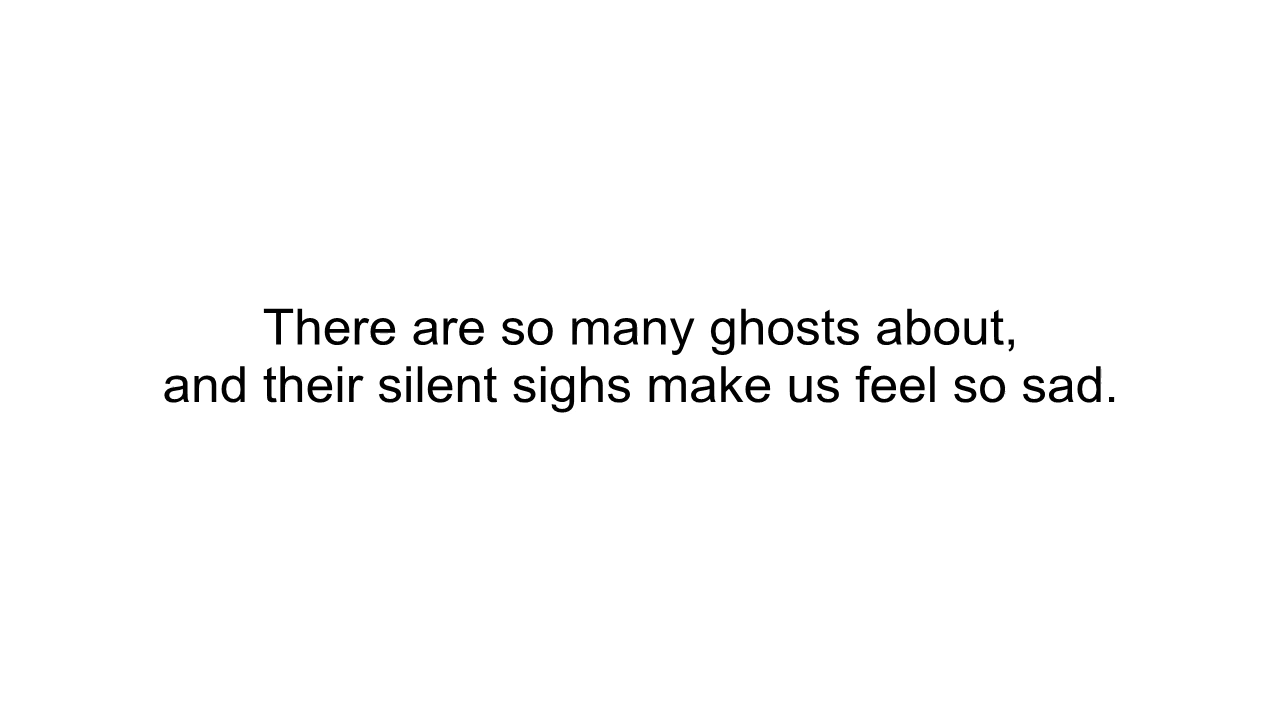 There are so many ghosts about,
and their silent sighs make us feel so sad.